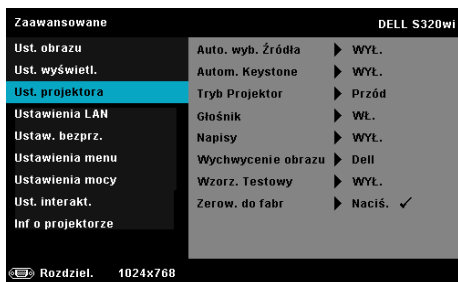 Zaawansowane DELL S320wi
Ust. obrazu
Ust. wyświetl.
Ust. projektora
Ustawienia LAN
Ustaw. bezprz.
Ustawienia menu
Ustawienia mocy
Ust. interakt.
Inf o projektorze
Auto. wyb. Źródła WYŁ.
Autom. Keystone WYŁ.
Tryb Projektor Przód
Głośnik WŁ.
Napisy WYŁ.
Wychwycenie obrazu Dell
Wzorz. Testowy WYŁ.
Zerow. do fabr Naciś. ✓
Rozdziel. 1024x768